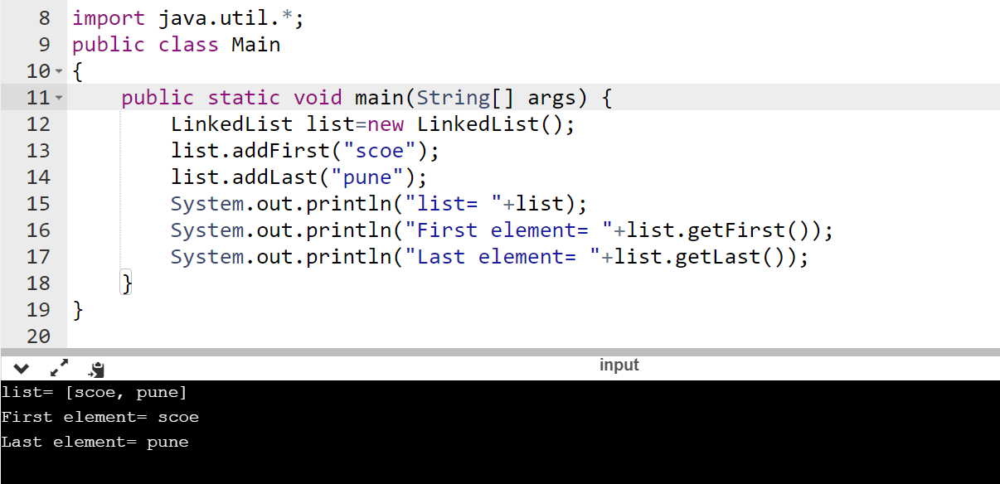 8 import java.util.*;
9 public class Main
10 {
11     public static void main(String[] args) {
12         LinkedList list=new LinkedList();
13         list.addFirst("scoe");
14         list.addLast("pune");
15         System.out.println("list= "+list);
16         System.out.println("First element= "+list.getFirst());
17         System.out.println("Last element= "+list.getLast());
18     }
19 }
20
input
list= [scoe, pune]
First element= scoe
Last element= pune